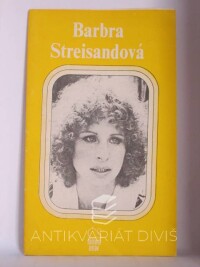 Barbra
Streisandová
ANTIKVARIÁT DIVIŠ